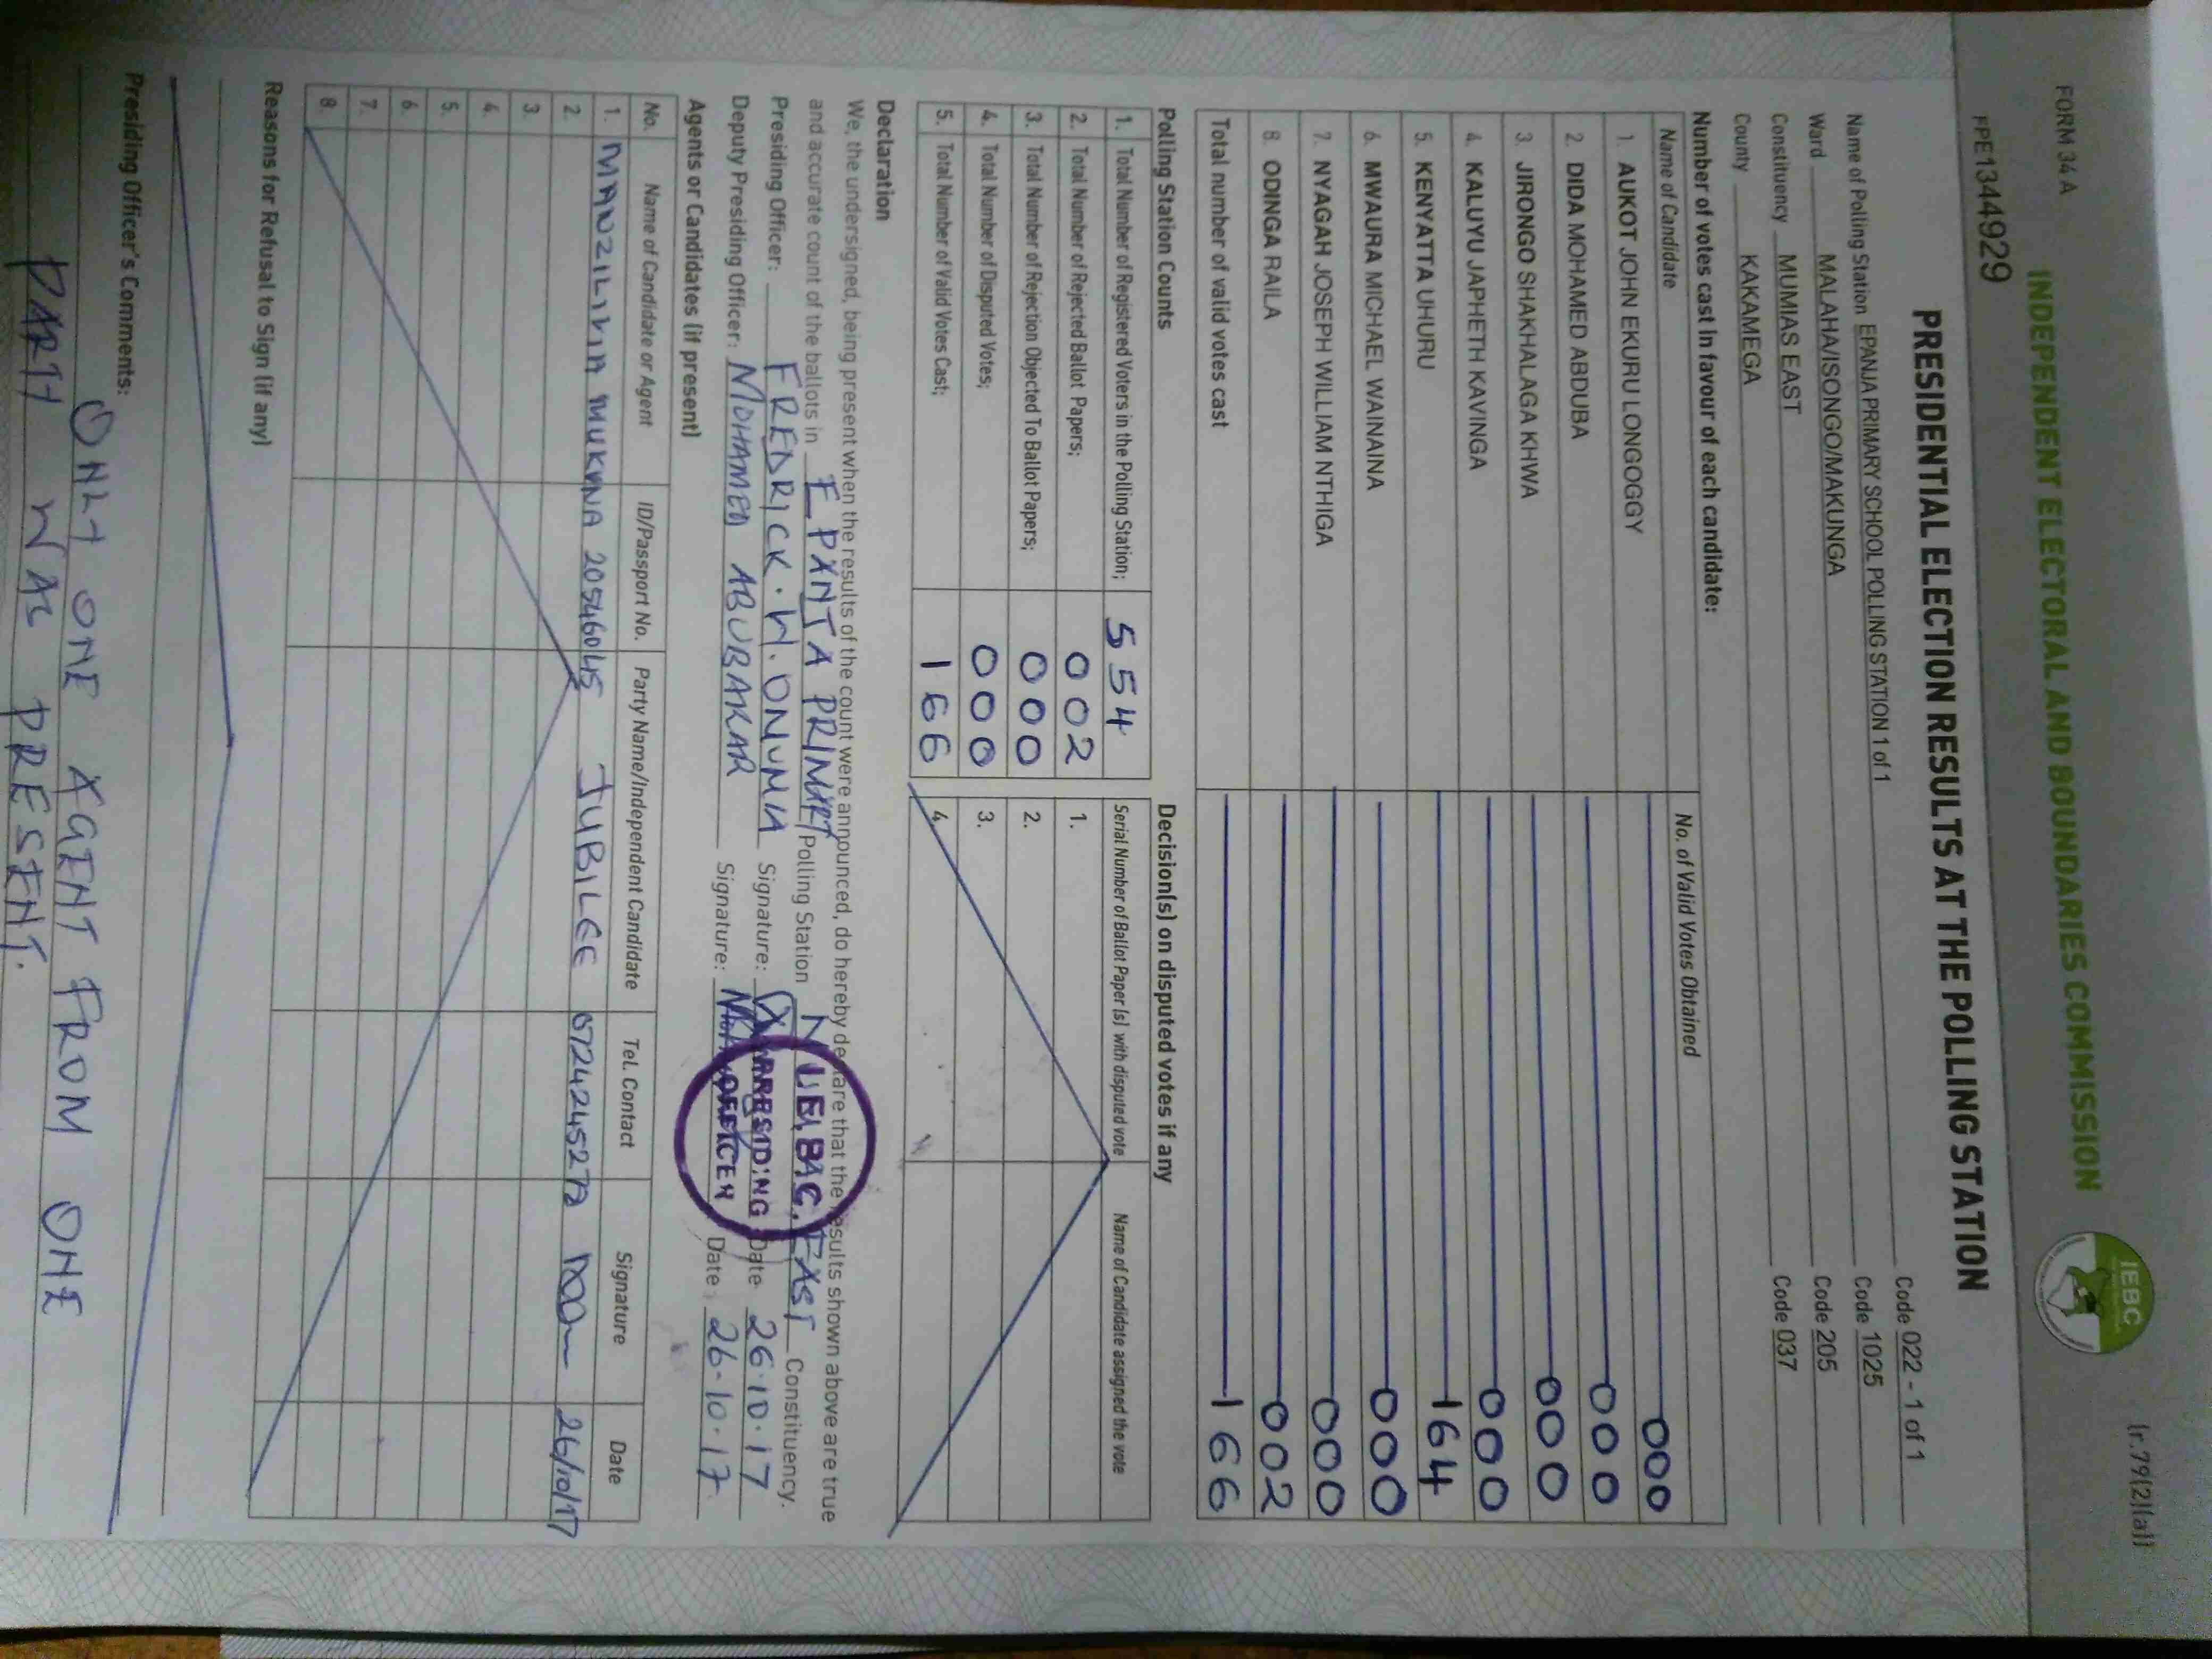 FORM 34 A
(r.79(2)(a))
INDEPENDENT ELECTORAL AND BOUNDARIES COMMISSION
IEBC
FPE1344929
PRESIDENTIAL ELECTION RESULTS AT THE POLLING STATION
Name of Polling Station EPANJA PRIMARY SCHOOL POLLING STATION 1 of 1 Code 022 - 1 of 1
Ward MALAHA/ISONGO/MAKUNGA Code 1025
Constituency MUMIAS EAST Code 205
County KAKAMEGA Code 037
Number of votes cast in favour of each candidate:
Name of Candidate No. of Valid Votes Obtained
1. AUKOT JOHN EKURU LONGOGGY 000
2. DIDA MOHAMED ABDUBA 000
3. JIRONGO SHAKHALAGA KHWA 000
4. KALUYU JAPHETH KAVINGA 000
5. KENYATTA UHURU 164
6. MWAURA MICHAEL WAINAINA 000
7. NYAGAH JOSEPH WILLIAM NTHIGA 000
8. ODINGA RAILA 002
Total number of valid votes cast 166
Polling Station Counts
1. Total Number of Registered Voters in the Polling Station; 554
2. Total Number of Rejected Ballot Papers; 002
3. Total Number of Rejection Objected To Ballot Papers; 000
4. Total Number of Disputed Votes; 000
5. Total Number of Valid Votes Cast; 166
Decision(s) on disputed votes if any
Serial Number of Ballot Paper (s) with disputed vote Name of Candidate assigned the vote
1.
2.
3.
4.
Declaration
We, the undersigned, being present when the results of the count were announced, do hereby declare that the results shown above are true
and accurate count of the ballots in EPANJA PRIMARY Polling Station EAST Constituency.
Presiding Officer: FREDRICK. W. Signature: Date: 26.10.17
Deputy Presiding Officer: MOHAMED ABUBAKAR Signature: Date: 26-10-17
PRESIDING
OFFICER
Agents or Candidates (if present)
No. Name of Candidate or Agent ID/Passport No. Party Name/Independent Candidate Tel. Contact Signature Date
1. 20546045 JUBILEE 26/10/17
2.
3.
4.
5.
6.
7.
8.
Reasons for Refusal to Sign (if any)
Presiding Officer's Comments:
ONLY ONE AGENT FROM ONE
PARTY WAS PRESENT.